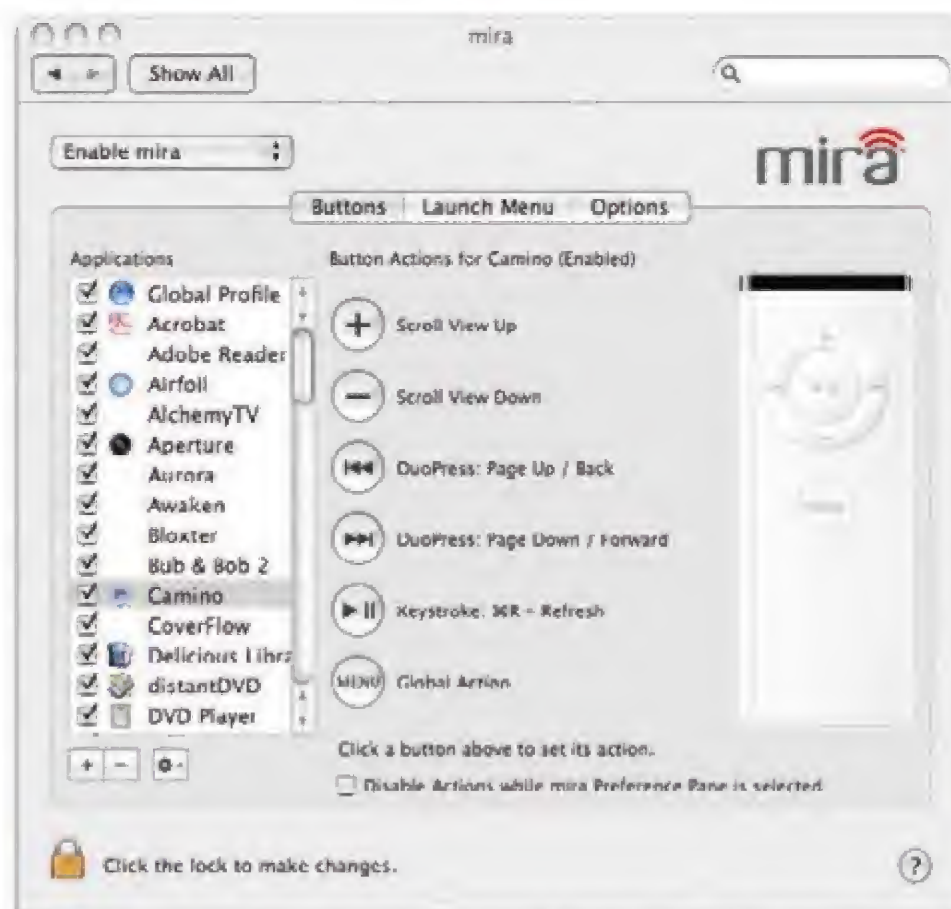 mira
Show All
Enable mira
mira
Buttons Launch Menu Options
Applications
Global Profile
Acrobat
Adobe Reader
Airfoil
AlchemyTV
Aperture
Aurora
Awaken
Bloxter
Bub & Bob 2
Camino
CoverFlow
Delicious Libra
distantDVD
DVD Player
Button Actions for Camino (Enabled)
Scroll View Up
Scroll View Down
DuoPress: Page Up / Back
DuoPress: Page Down / Forward
Keystroke: ⌘R - Refresh
MENU Global Action
Click a button above to set its action.
Disable Actions while mira Preference Pane is selected
Click the lock to make changes.